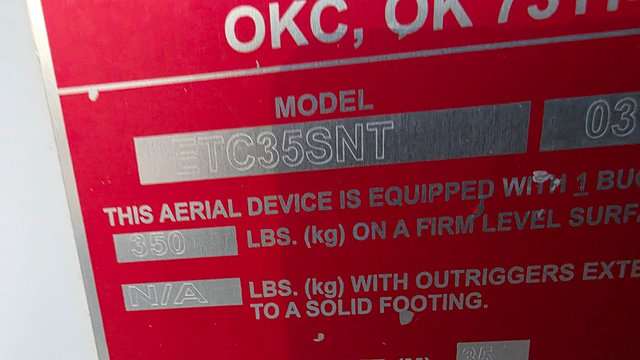 OKC, OK
MODEL
ETC35SNT 03
THIS AERIAL DEVICE IS EQUIPPED WITH 1
350 LBS. (kg) ON A FIRM LEVEL
N/A LBS. (kg) WITH OUTRIGGERS
TO A SOLID FOOTING.
35